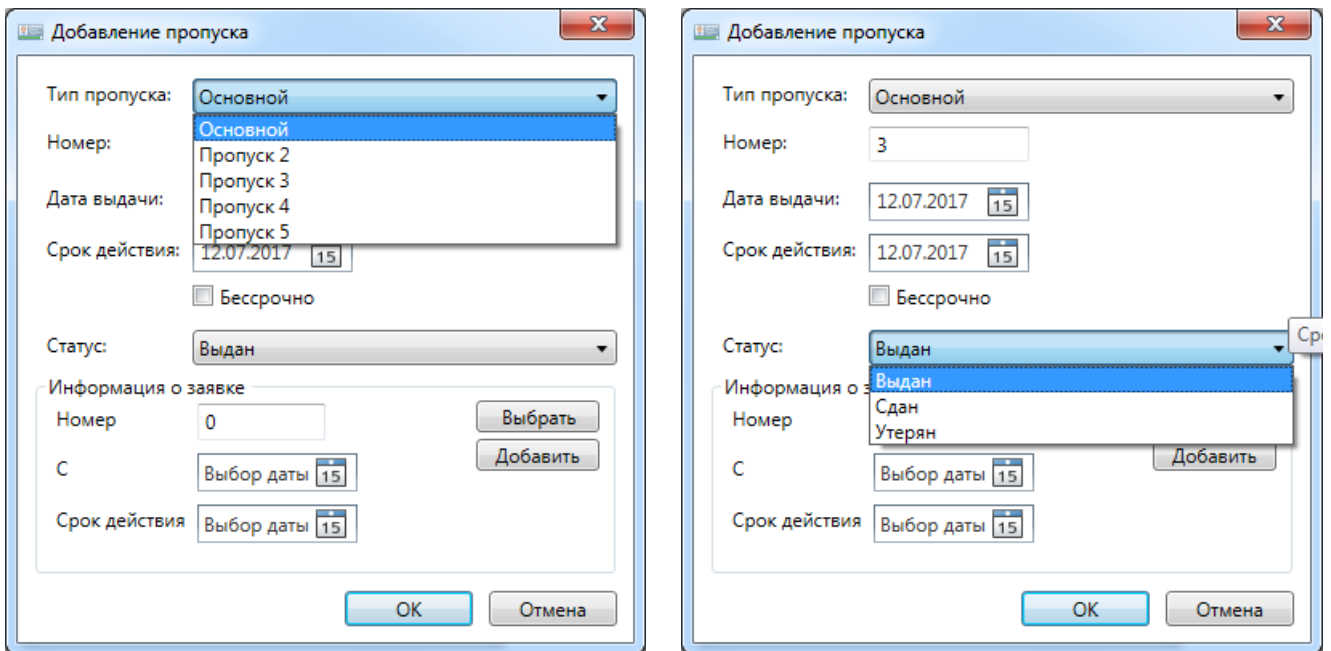 Добавление пропуска
Тип пропуска: Основной
Основной
Номер: Пропуск 2
Пропуск 3
Дата выдачи: Пропуск 4
Пропуск 5
Срок действия: 12.07.2017 15
Бессрочно
Статус: Выдан
Информация о заявке
Номер 0 Выбрать
Добавить
С Выбор даты 15
Срок действия Выбор даты 15
OK Отмена
Добавление пропуска
Тип пропуска: Основной
Номер: 3
Дата выдачи: 12.07.2017 15
Срок действия: 12.07.2017 15
Бессрочно
Статус: Выдан
Информация о Выдан
Сдан
Номер Утерян
Добавить
С Выбор даты 15
Срок действия Выбор даты 15
OK Отмена